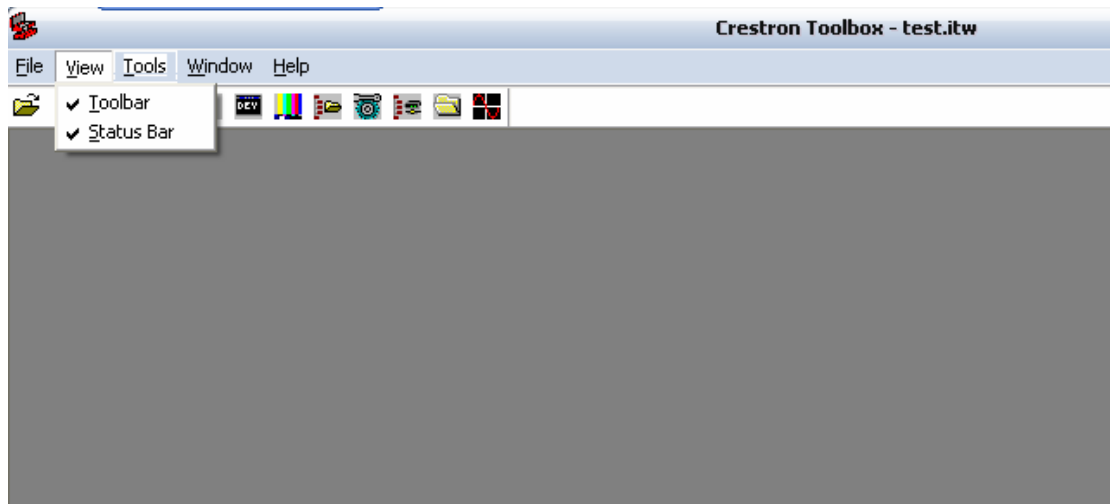 Crestron Toolbox - test.itw
File View Tools Window Help
Toolbar
DEV
Status Bar